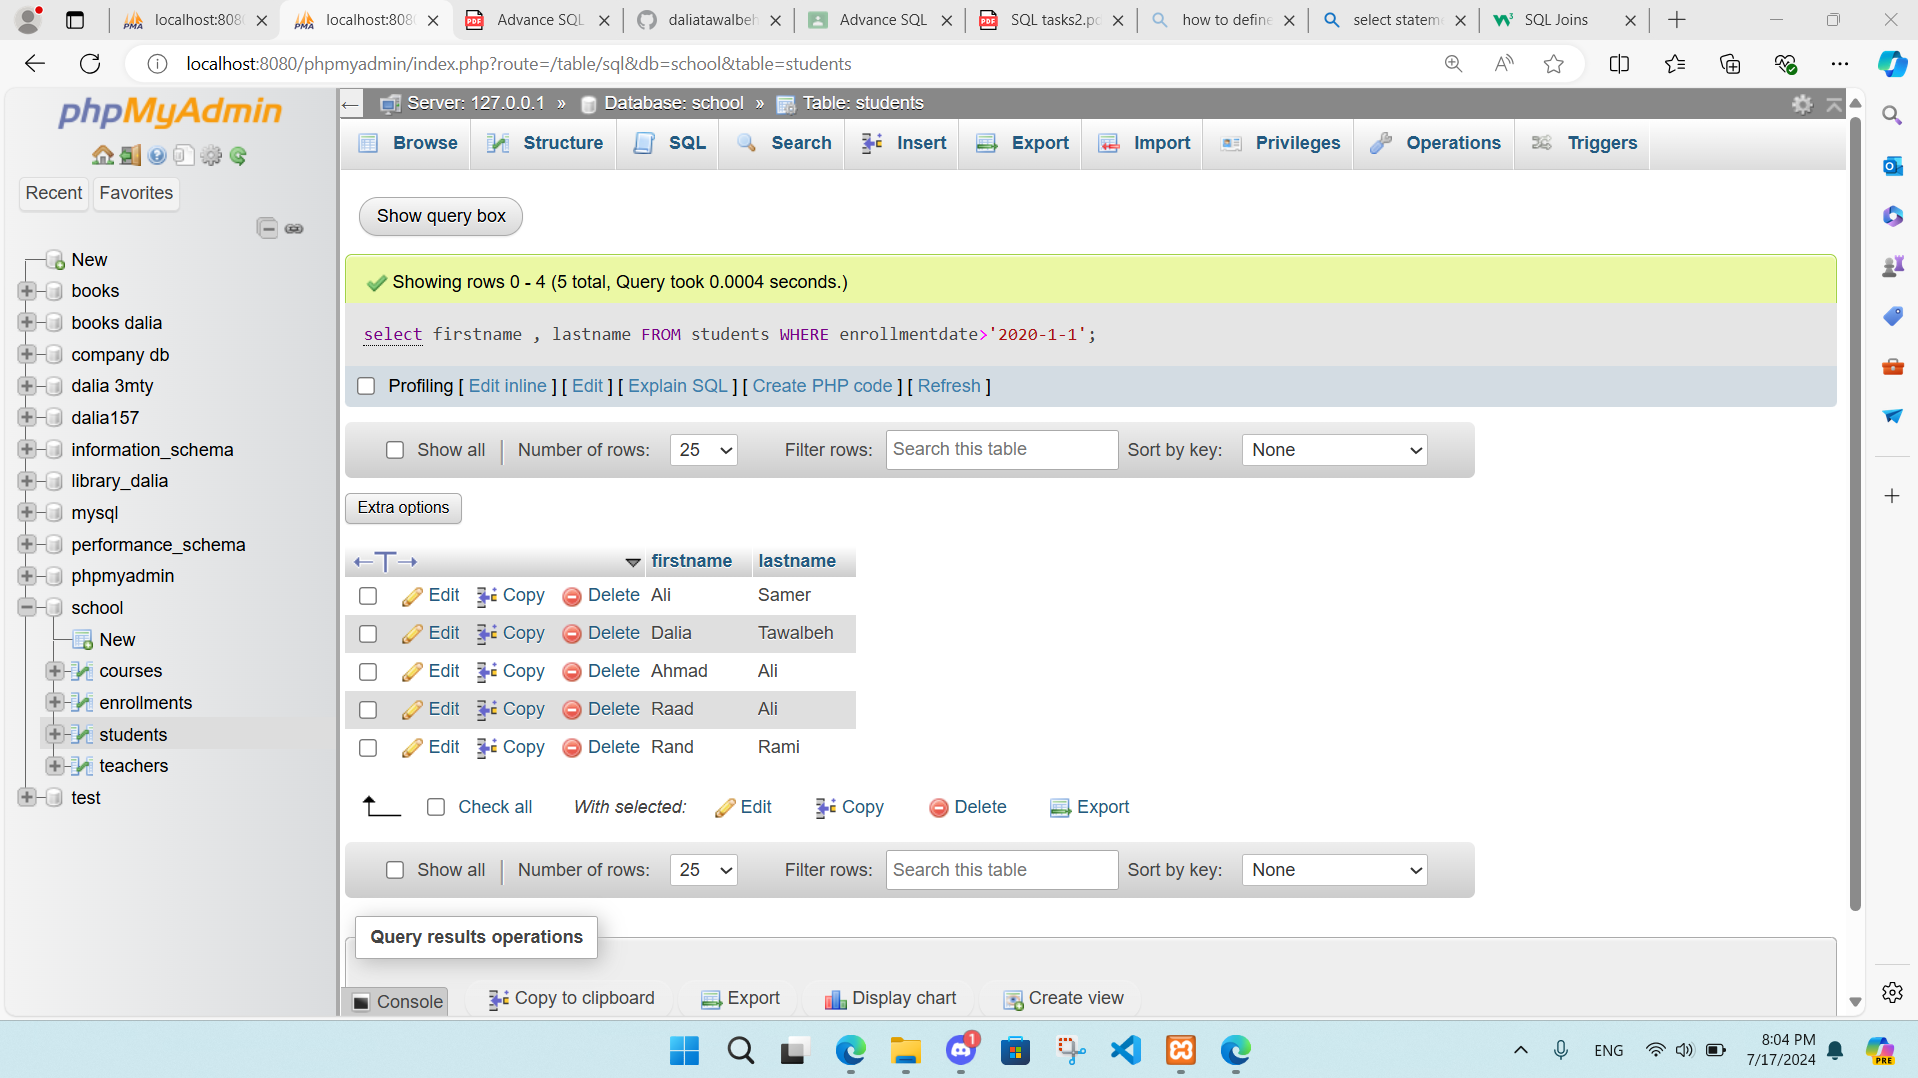 localhost:808
localhost:808
Advance SQL
daliatawalbeh
Advance SQL
SQL tasks2.pd
how to define
select stateme
SQL Joins
localhost:8080/phpmyadmin/index.php?route=/table/sql&db=school&table=students
phpMyAdmin
Recent
Favorites
New
books
books dalia
company db
dalia 3mty
dalia157
information_schema
library_dalia
mysql
performance_schema
phpmyadmin
school
New
courses
enrollments
students
teachers
test
Server: 127.0.0.1 » Database: school » Table: students
Browse Structure SQL Search Insert Export Import Privileges Operations Triggers
Show query box
Showing rows 0 - 4 (5 total, Query took 0.0004 seconds.)
select firstname , lastname FROM students WHERE enrollmentdate>'2020-1-1';
Profiling [ Edit inline ] [ Edit ] [ Explain SQL ] [ Create PHP code ] [ Refresh ]
Show all Number of rows: 25 Filter rows: Search this table Sort by key: None
Extra options
←T→ firstname lastname
Edit Copy Delete Ali Samer
Edit Copy Delete Dalia Tawalbeh
Edit Copy Delete Ahmad Ali
Edit Copy Delete Raad Ali
Edit Copy Delete Rand Rami
Check all With selected: Edit Copy Delete Export
Show all Number of rows: 25 Filter rows: Search this table Sort by key: None
Query results operations
Console
Copy to clipboard Export Display chart Create view
1
ENG
8:04 PM
7/17/2024
PRE